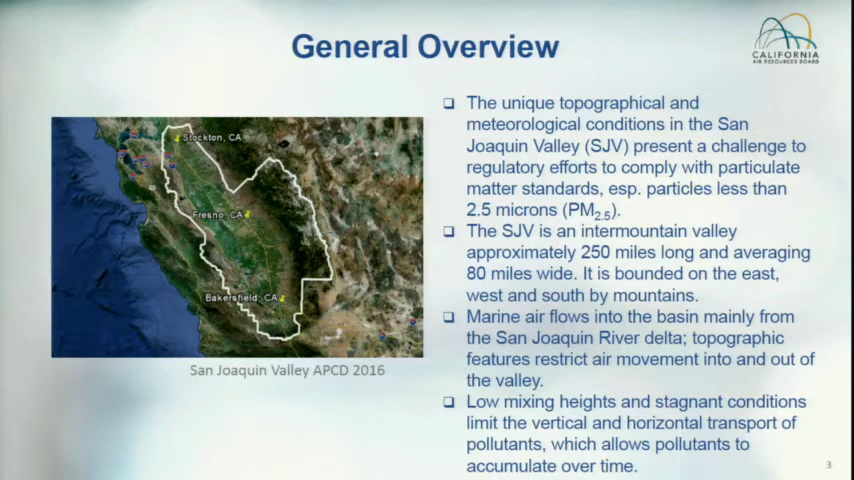 General Overview
CALIFORNIA
AIR RESOURCES BOARD
Stockton, CA
Fresno, CA
Bakersfield, CA
San Joaquin Valley APCD 2016
❑ The unique topographical and
meteorological conditions in the San
Joaquin Valley (SJV) present a challenge to
regulatory efforts to comply with particulate
matter standards, esp. particles less than
2.5 microns (PM2.5).
❑ The SJV is an intermountain valley
approximately 250 miles long and averaging
80 miles wide. It is bounded on the east,
west and south by mountains.
❑ Marine air flows into the basin mainly from
the San Joaquin River delta; topographic
features restrict air movement into and out of
the valley.
❑ Low mixing heights and stagnant conditions
limit the vertical and horizontal transport of
pollutants, which allows pollutants to
accumulate over time.
3